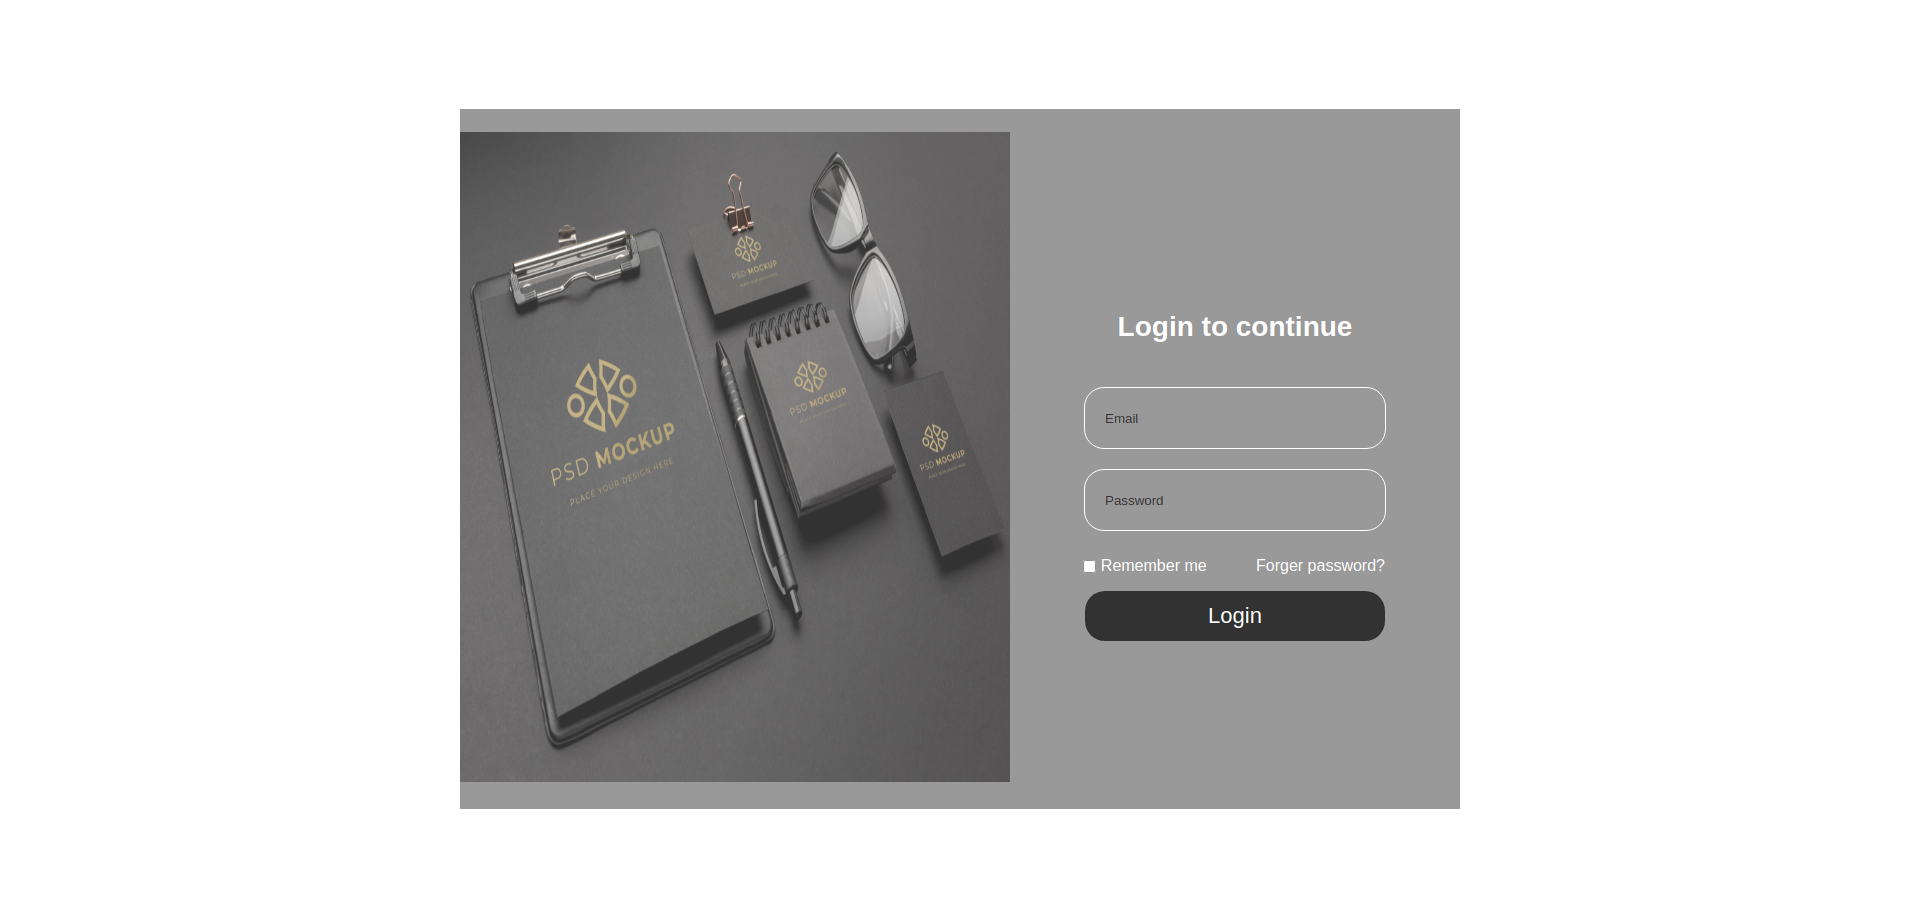 PSD MOCKUP
PLACE YOUR DESIGN HERE
PSD MOCKUP
PSD MOCKUP
PSD MOCKUP
Login to continue
Email
Password
Remember me
Forger password?
Login